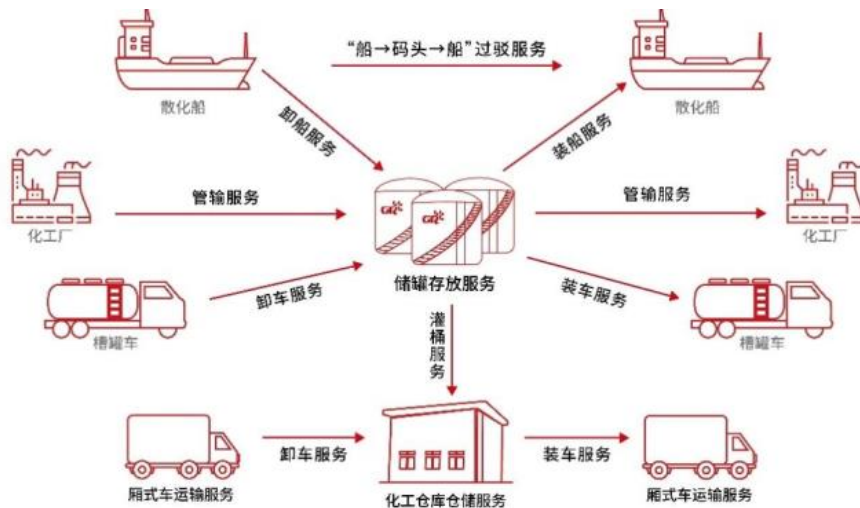 “船→码头→船”过驳服务
散化船
散化船
卸船服务
装船服务
管输服务
管输服务
化工厂
化工厂
储罐存放服务
卸车服务
装车服务
槽罐车
槽罐车
灌桶服务
卸车服务
装车服务
厢式车运输服务
化工仓库仓储服务
厢式车运输服务